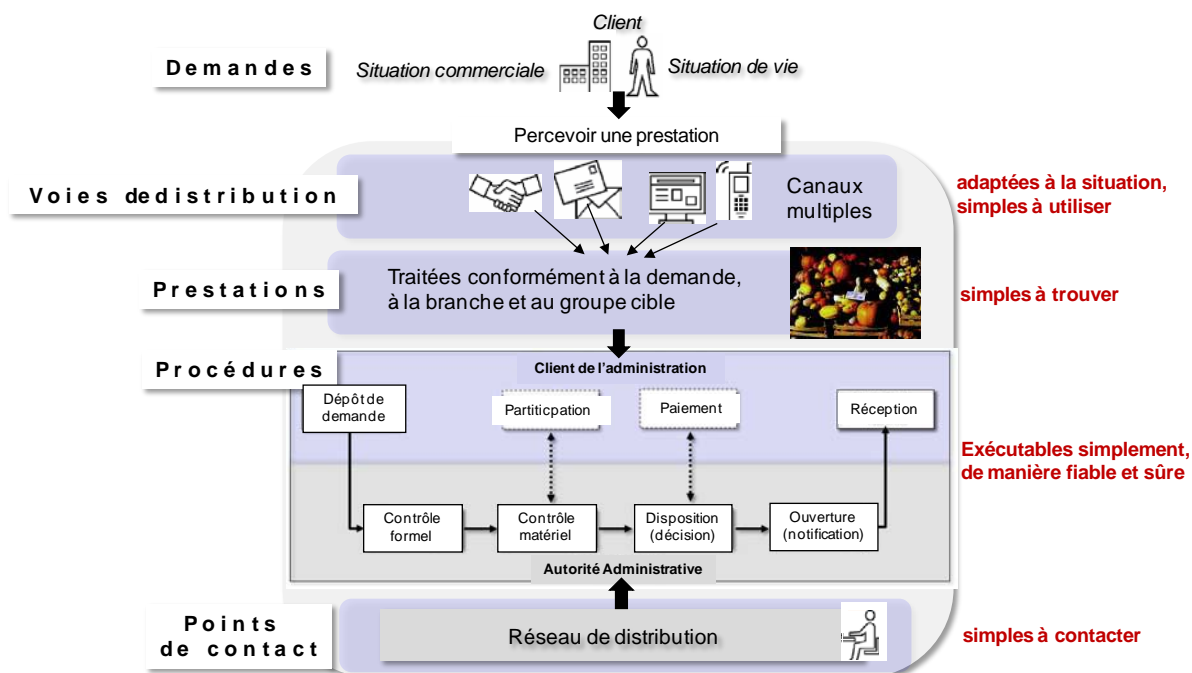 Client
Demandes
Situation commerciale
Situation de vie
Percevoir une prestation
Voies dedistribution
Canaux
multiples
adaptées à la situation,
simples à utiliser
Prestations
Traitées conformément à la demande,
à la branche et au groupe cible
simples à trouver
Procédures
Client de l'administration
Dépôt de
demande
Partiticpation
Paiement
Réception
Exécutables simplement,
de manière fiable et sûre
Contrôle
formel
Contrôle
matériel
Disposition
(décision)
Ouverture
(notification)
Autorité Administrative
Points
de contact
Réseau de distribution
simples à contacter